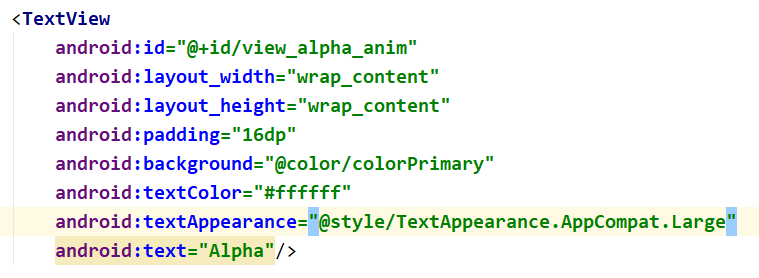 <TextView
android:id="@+id/view_alpha_anim"
android:layout_width="wrap_content"
android:layout_height="wrap_content"
android:padding="16dp"
android:background="@color/colorPrimary"
android:textColor="#ffffff"
android:textAppearance="@style/TextAppearance.AppCompat.Large"
android:text="Alpha"/>